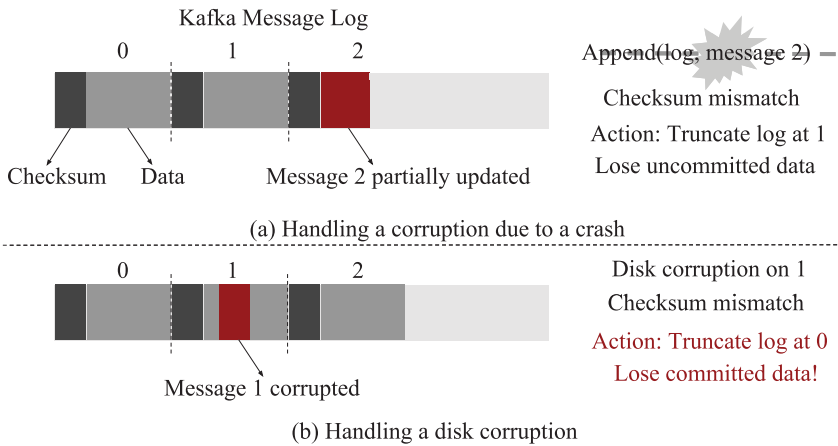 Kafka Message Log
0 1 2
Append(log, message 2)
Checksum mismatch
Action: Truncate log at 1
Lose uncommitted data
Checksum Data Message 2 partially updated
(a) Handling a corruption due to a crash
0 1 2
Disk corruption on 1
Checksum mismatch
Action: Truncate log at 0
Lose committed data!
Message 1 corrupted
(b) Handling a disk corruption